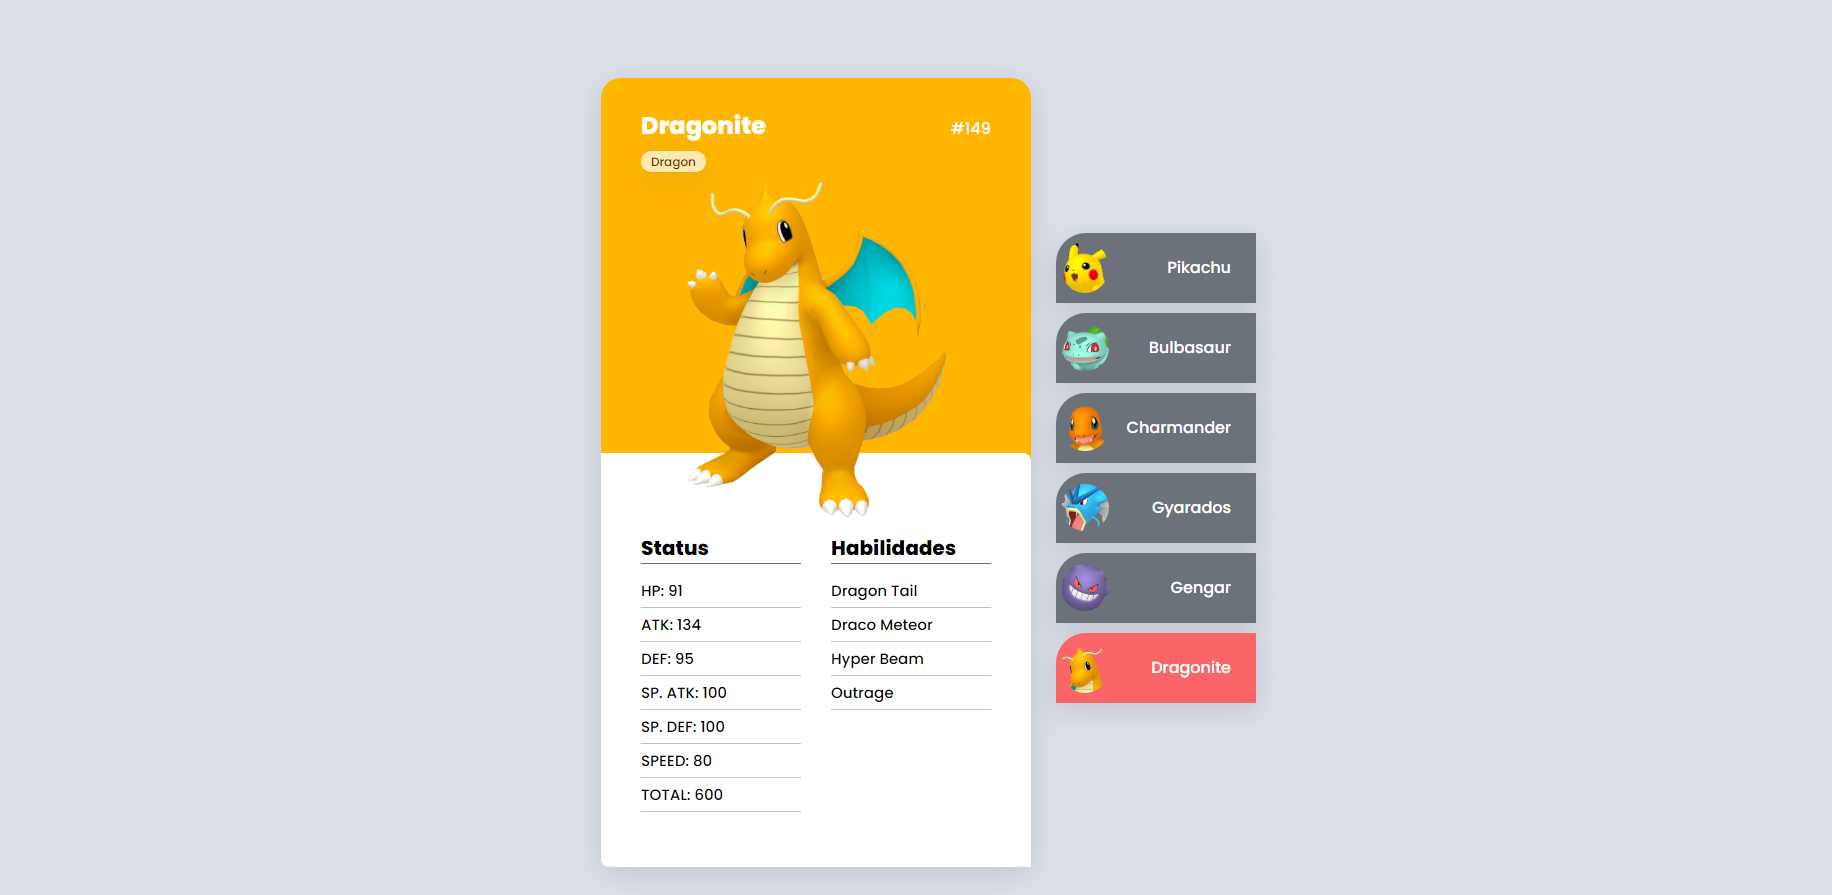 Dragonite
#149
Dragon
Status
HP: 91
ATK: 134
DEF: 95
SP. ATK: 100
SP. DEF: 100
SPEED: 80
TOTAL: 600
Habilidades
Dragon Tail
Draco Meteor
Hyper Beam
Outrage
Pikachu
Bulbasaur
Charmander
Gyarados
Gengar
Dragonite